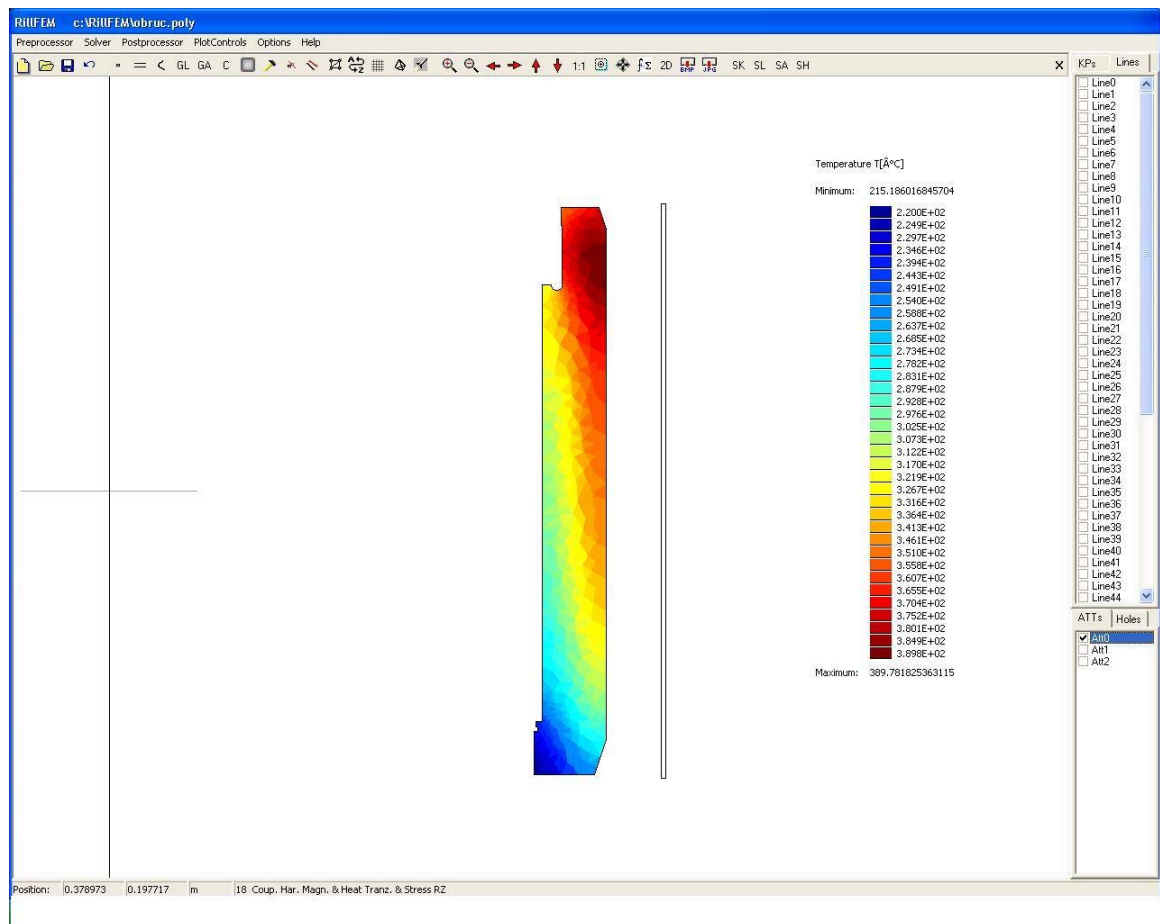 RillFEM c:\RillFEM\obruc.poly
Preprocessor Solver Postprocessor PlotControls Options Help
GL GA C 1:1 2D BMP JPG SK SL SA SH X
KPs Lines
Line0
Line1
Line2
Line3
Line4
Line5
Line6
Line7
Line8
Line9
Line10
Line11
Line12
Line13
Line14
Line15
Line16
Line17
Line18
Line19
Line20
Line21
Line22
Line23
Line24
Line25
Line26
Line27
Line28
Line29
Line30
Line31
Line32
Line33
Line34
Line35
Line36
Line37
Line38
Line39
Line40
Line41
Line42
Line43
Line44
Temperature T[Â°C]
Minimum: 215.186016845704
2.200E+02
2.249E+02
2.297E+02
2.346E+02
2.394E+02
2.443E+02
2.491E+02
2.540E+02
2.588E+02
2.637E+02
2.685E+02
2.734E+02
2.782E+02
2.831E+02
2.879E+02
2.928E+02
2.976E+02
3.025E+02
3.073E+02
3.122E+02
3.170E+02
3.219E+02
3.267E+02
3.316E+02
3.364E+02
3.413E+02
3.461E+02
3.510E+02
3.558E+02
3.607E+02
3.655E+02
3.704E+02
3.752E+02
3.801E+02
3.849E+02
3.898E+02
Maximum: 389.781825363115
ATTs Holes
Att0
Att1
Att2
Position: 0.378973 0.197717 m 18 Coup. Har. Magn. & Heat Tranz. & Stress RZ